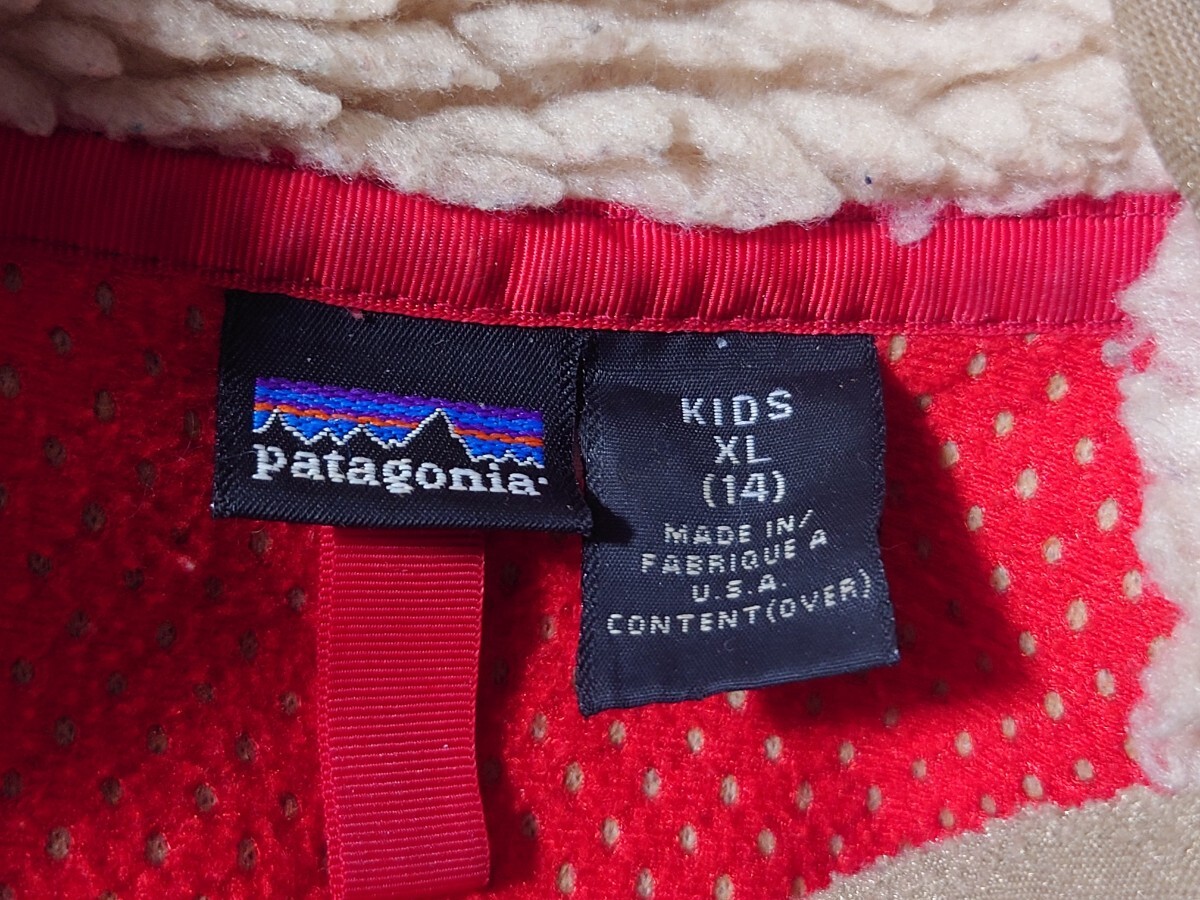 patagonia
KIDS
XL
(14)
MADE IN/
FABRIQUE A
U.S.A.
CONTENT(OVER)